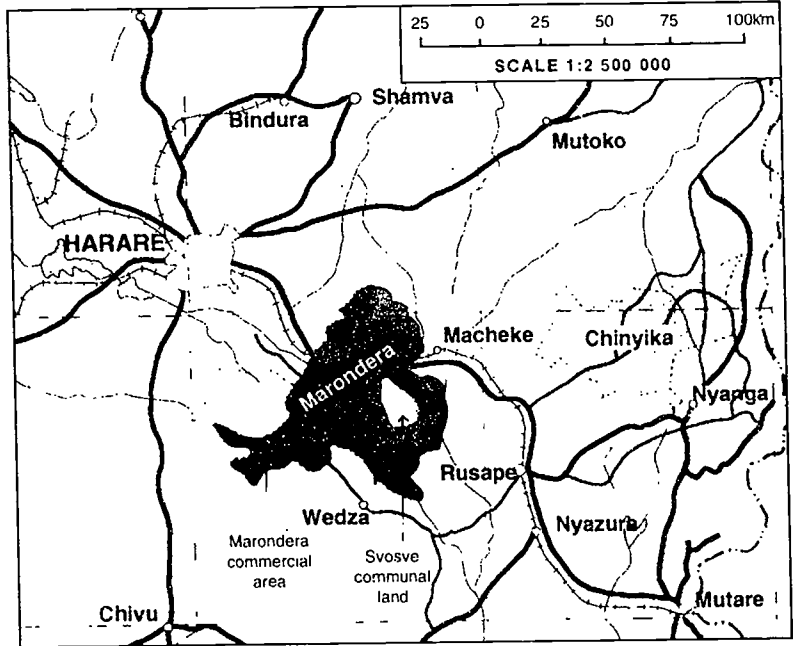 25 0 25 50 75 100km
SCALE 1:2 500 000
Shamva
Bindura
Mutoko
HARARE
Macheke
Chinyika
Marondera
Nyanga
Rusape
Wedza
Nyazura
Marondera
commercial
area
Svosve
communal
land
Chivu
Mutare